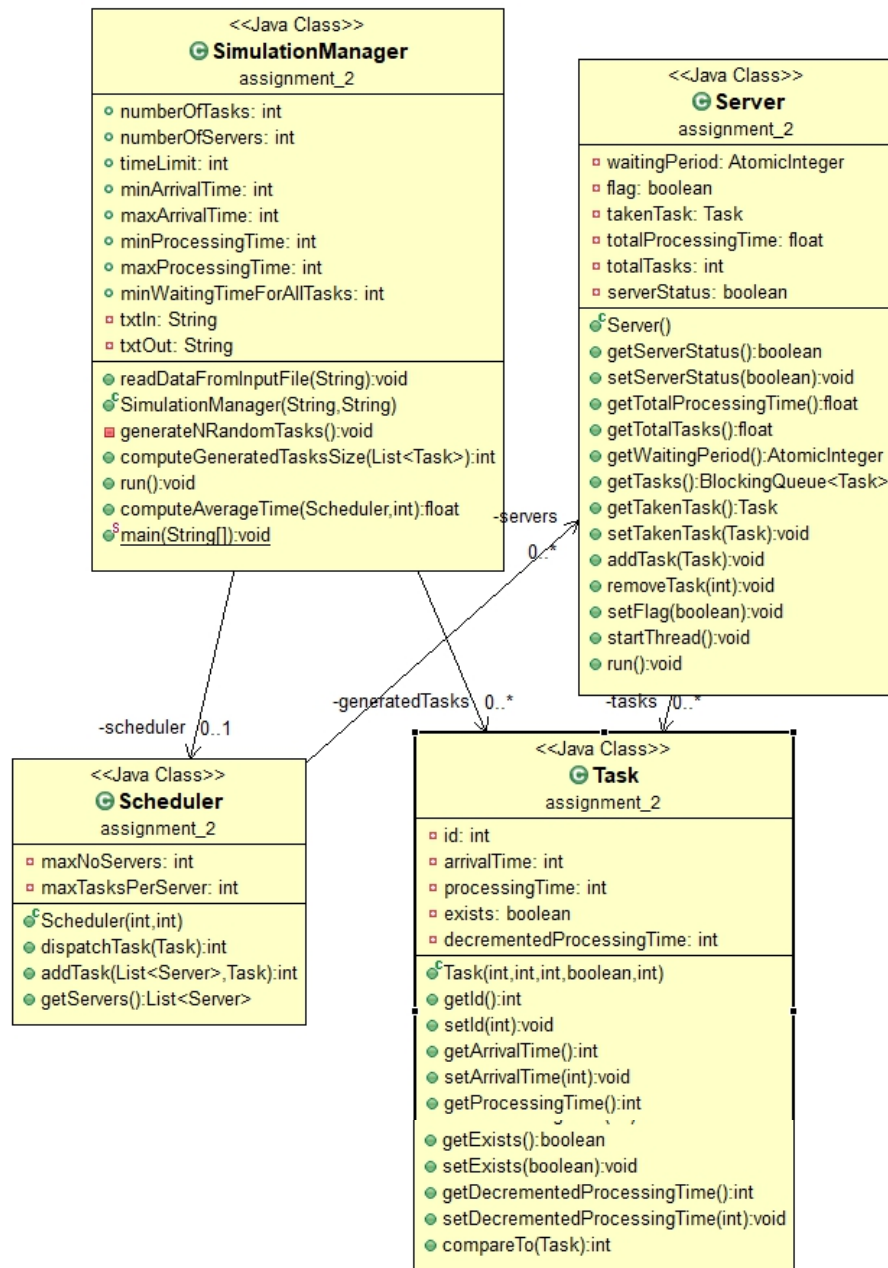 <<Java Class>>
SimulationManager
assignment_2
numberOfTasks: int
numberOfServers: int
timeLimit: int
minArrivalTime: int
maxArrivalTime: int
minProcessingTime: int
maxProcessingTime: int
minWaitingTimeForAllTasks: int
txtIn: String
txtOut: String
readDataFromInputFile(String):void
SimulationManager(String,String)
generateNRandomTasks():void
computeGeneratedTasksSize(List<Task>):int
run():void
computeAverageTime(Scheduler,int):float
main(String[]):void
<<Java Class>>
Server
assignment_2
waitingPeriod: AtomicInteger
flag: boolean
takenTask: Task
totalProcessingTime: float
totalTasks: int
serverStatus: boolean
Server()
getServerStatus():boolean
setServerStatus(boolean):void
getTotalProcessingTime():float
getTotalTasks():float
getWaitingPeriod():AtomicInteger
getTasks():BlockingQueue<Task>
getTakenTask():Task
setTakenTask(Task):void
addTask(Task):void
removeTask(int):void
setFlag(boolean):void
startThread():void
run():void
-servers
0..*
-generatedTasks 0..*
-tasks 0..*
-scheduler 0..1
<<Java Class>>
Scheduler
assignment_2
maxNoServers: int
maxTasksPerServer: int
Scheduler(int,int)
dispatchTask(Task):int
addTask(List<Server>,Task):int
getServers():List<Server>
<<Java Class>>
Task
assignment_2
id: int
arrivalTime: int
processingTime: int
exists: boolean
decrementedProcessingTime: int
Task(int,int,int,boolean,int)
getId():int
setId(int):void
getArrivalTime():int
setArrivalTime(int):void
getProcessingTime():int
getExists():boolean
setExists(boolean):void
getDecrementedProcessingTime():int
setDecrementedProcessingTime(int):void
compareTo(Task):int